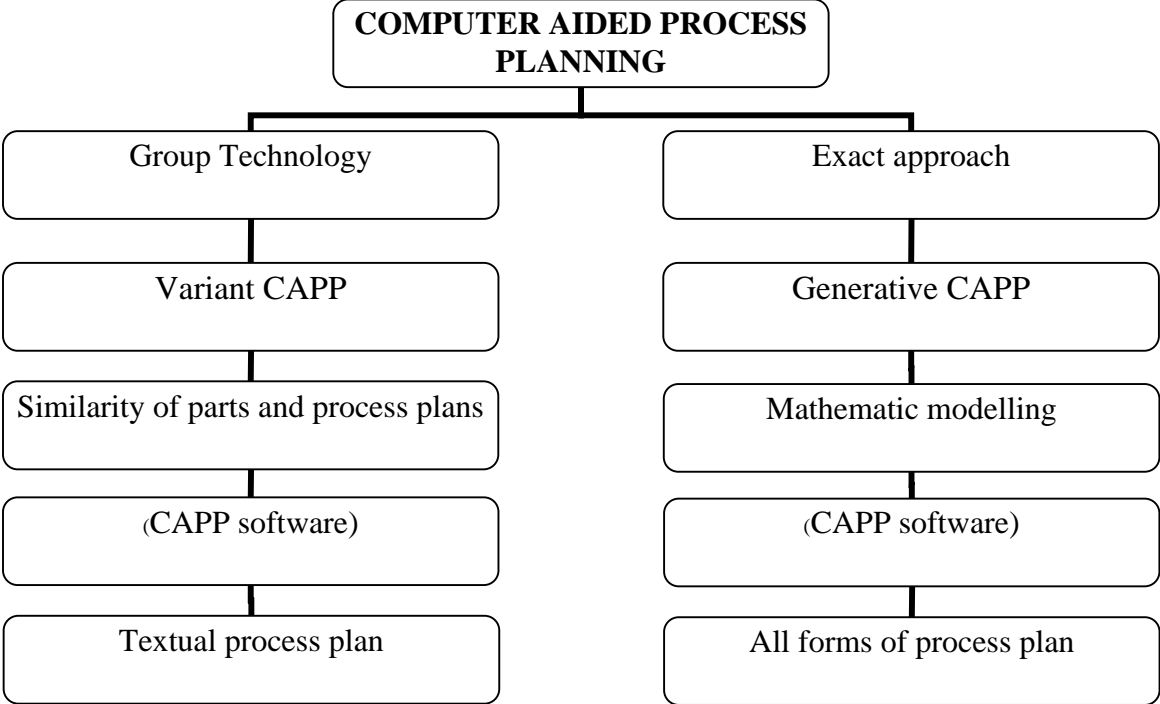 COMPUTER AIDED PROCESS
PLANNING
Group Technology
Exact approach
Variant CAPP
Generative CAPP
Similarity of parts and process plans
Mathematic modelling
(CAPP software)
(CAPP software)
Textual process plan
All forms of process plan